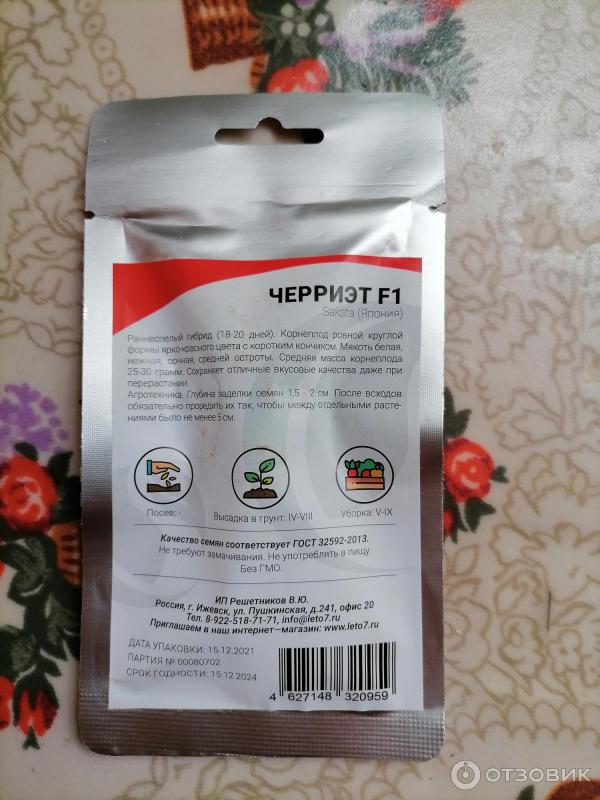 ЧЕРРИЭТ F1
Sakata (Япония)
Раннеспелый гибрид (18-20 дней). Корнеплод ровной круглой
формы ярко-красного цвета с коротким кончиком. Мякоть белая,
нежная, сочная, средней остроты. Средняя масса корнеплода
25-30 грамм. Сохраняет отличные вкусовые качества даже при
перерастании.
Агротехника. Глубина заделки семян 1,5 - 2 см. После всходов
обязательно проредить их так, чтобы между отдельными расте-
ниями было не менее 5 см.
Посев: -
Высадка в грунт: IV-VIII
Уборка: V-IX
Качество семян соответствует ГОСТ 32592-2013.
Не требуют замачивания. Не употреблять в пищу.
Без ГМО.
ИП Решетников В.Ю.
Россия, г. Ижевск, ул. Пушкинская, д.241, офис 20
Тел. 8-922-518-71-71, info@leto7.ru
Приглашаем в наш интернет–магазин: www.leto7.ru
ДАТА УПАКОВКИ: 15.12.2021
ПАРТИЯ № 00080702
СРОК ГОДНОСТИ: 15.12.2024
4 627148 320959
ОТЗОВИК